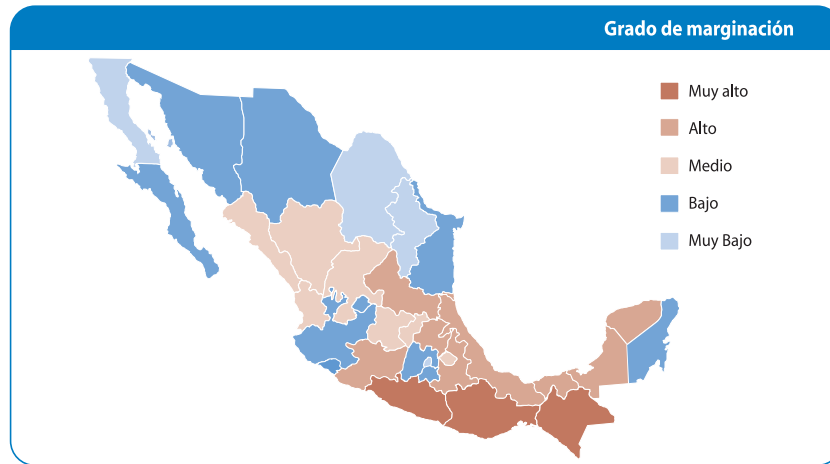 Grado de marginación
Muy alto
Alto
Medio
Bajo
Muy Bajo